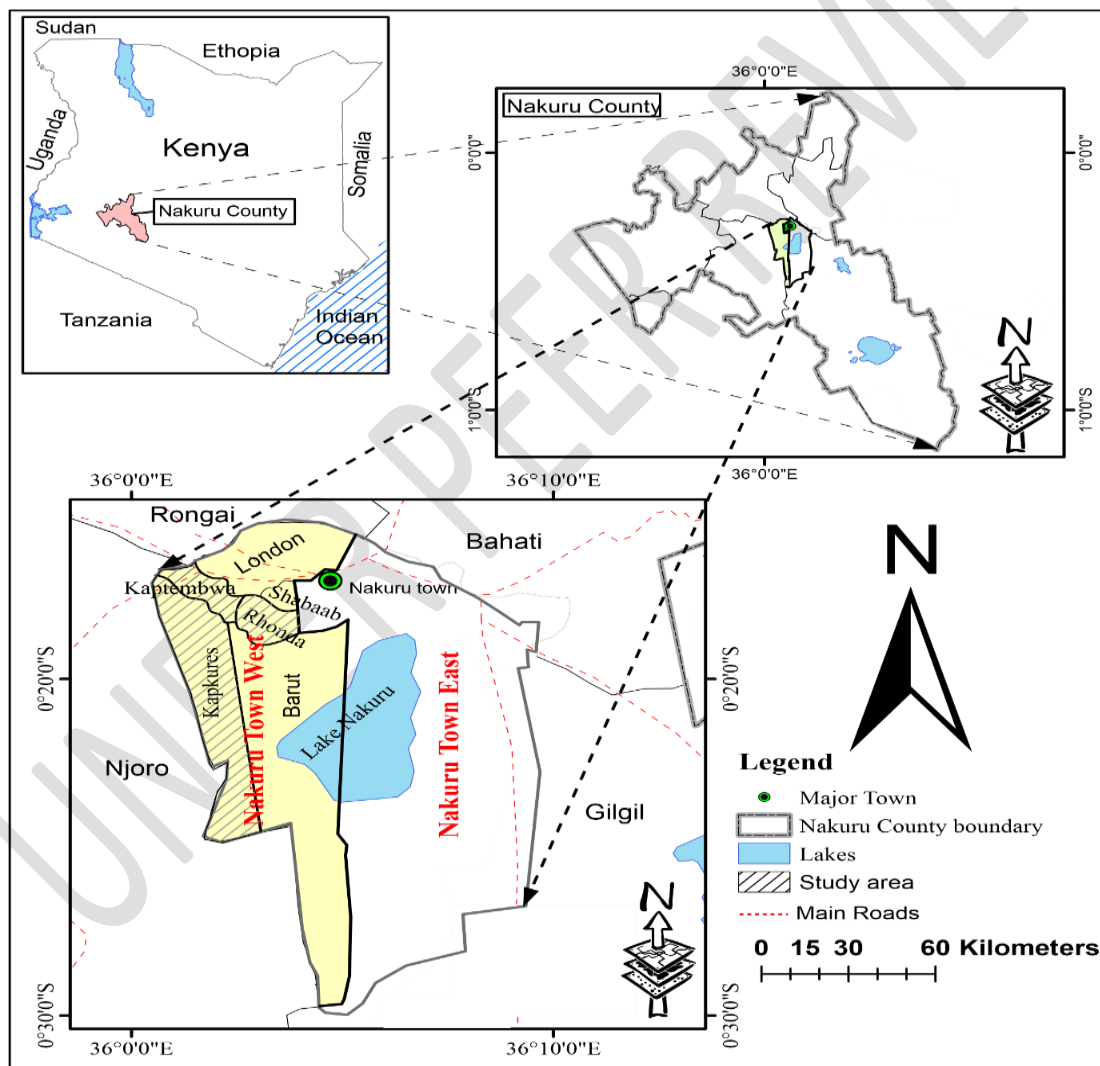 Sudan
Ethiopia
Uganda
Kenya
Somalia
Nakuru County
Tanzania
Indian
Ocean
36°0'0"E
Nakuru County
0°0'0"
0°0'0"
1°0'0"S
1°0'0"S
N
36°0'0"E
36°0'0"E
36°10'0"E
Rongai
Bahati
London
Kaptembwa
Shabaab
Nakuru town
Rhonda
0°20'0"S
0°20'0"S
Kapkures
Nakuru Town West
Barut
Lake Nakuru
Nakuru Town East
Njoro
Gilgil
N
0°30'0"S
0°30'0"S
36°0'0"E
36°10'0"E
N
Legend
Major Town
Nakuru County boundary
Lakes
Study area
Main Roads
0 15 30 60 Kilometers
UNDER PEER REVIEW